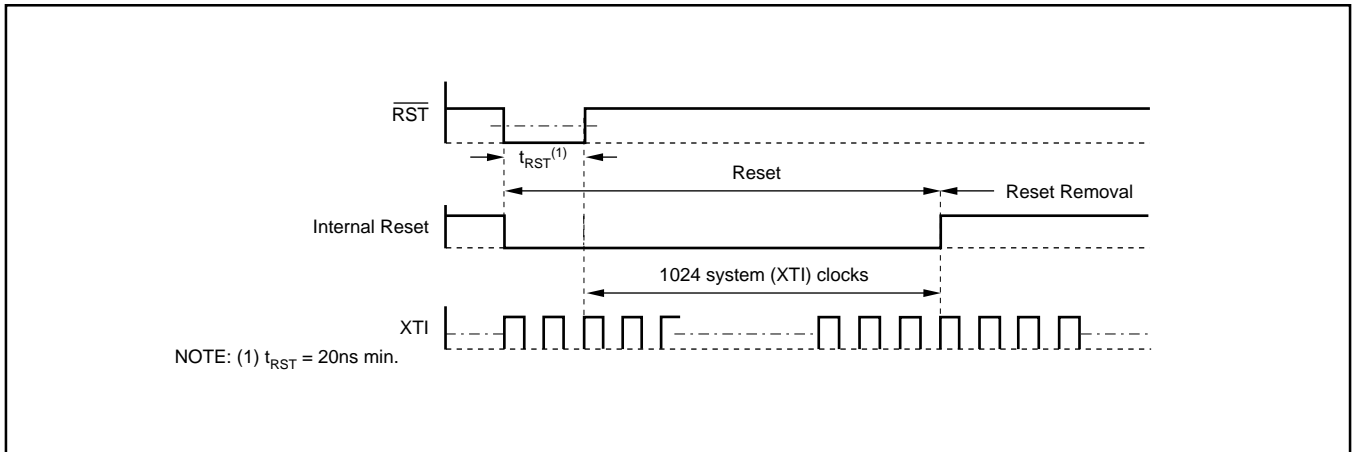 RST
t_RST(1)
Reset
Reset Removal
Internal Reset
1024 system (XTI) clocks
XTI
NOTE: (1) t_RST = 20ns min.